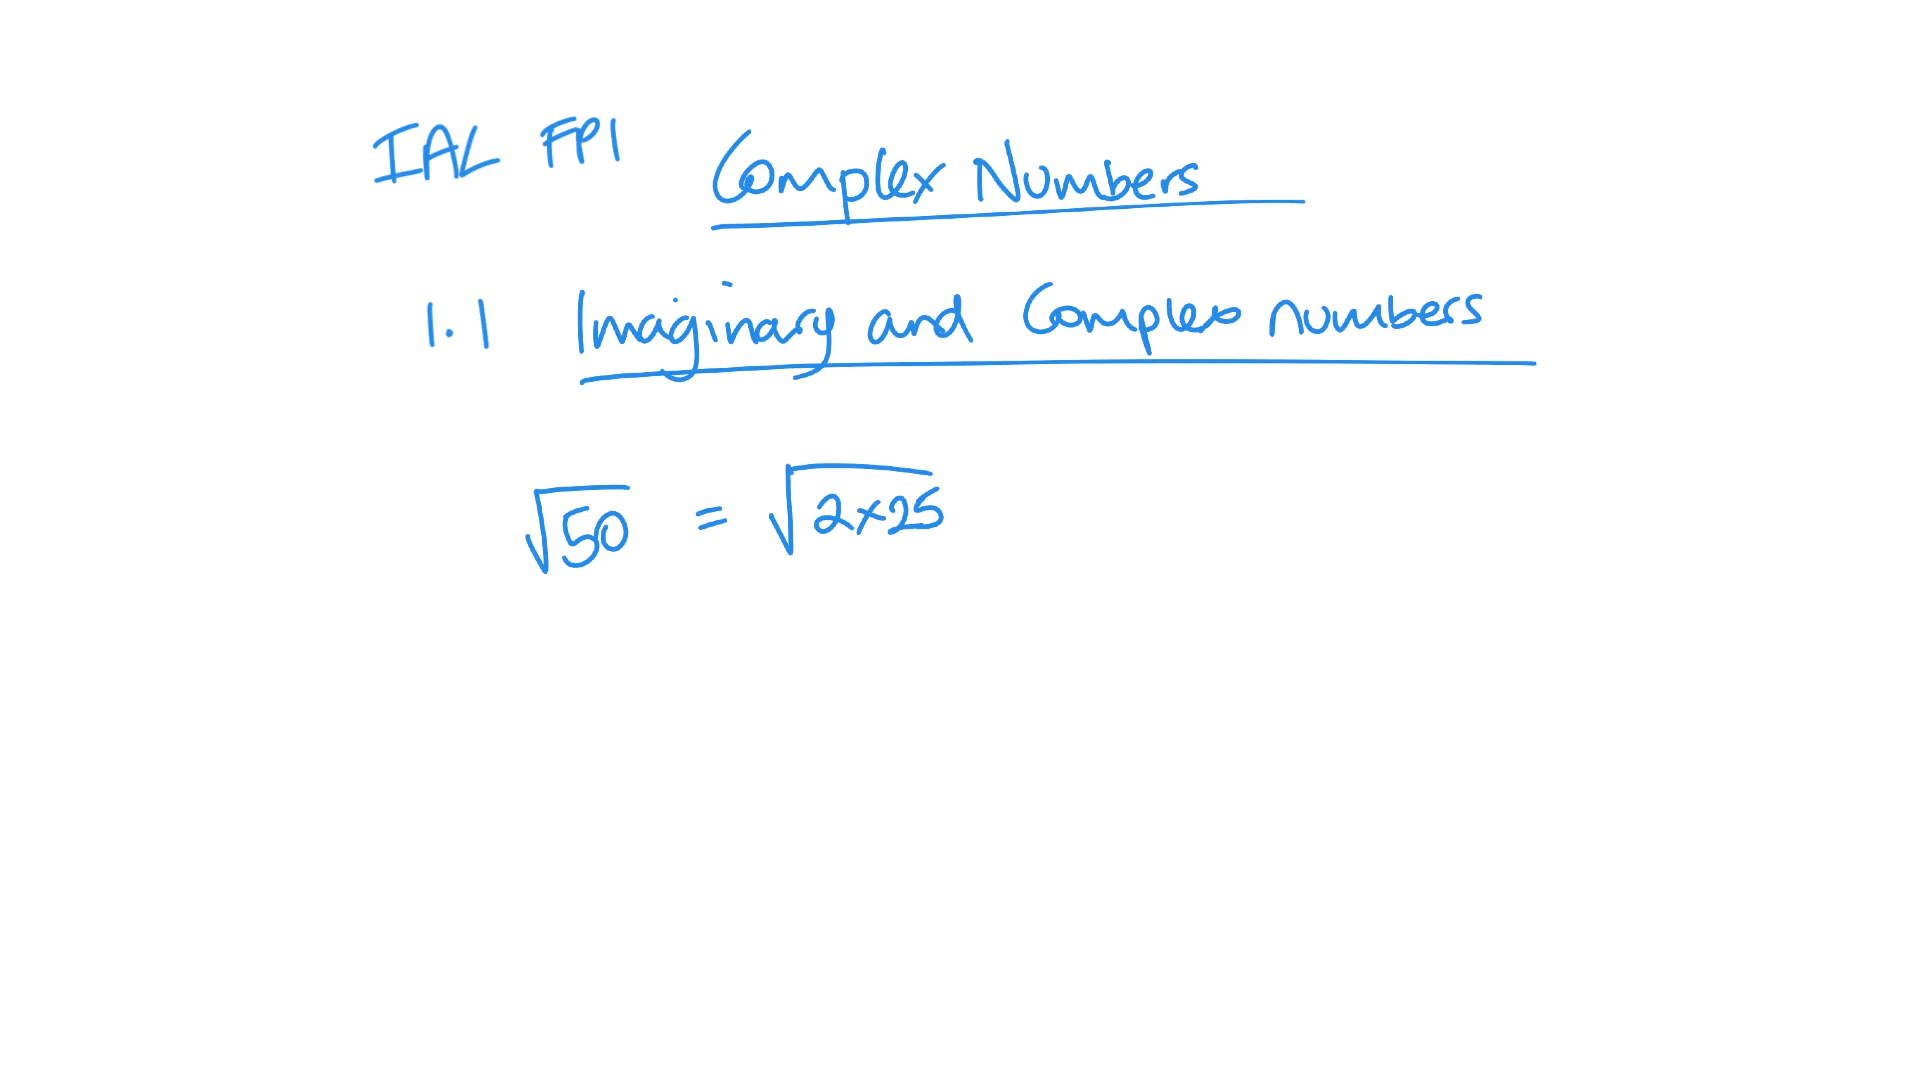 IAL FP1 Complex Numbers
1.1 Imaginary and Complex numbers
√50 = √2×25